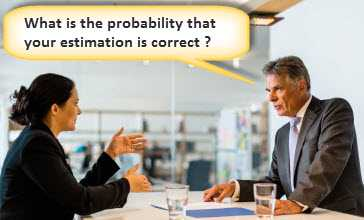 What is the probability that
your estimation is correct ?